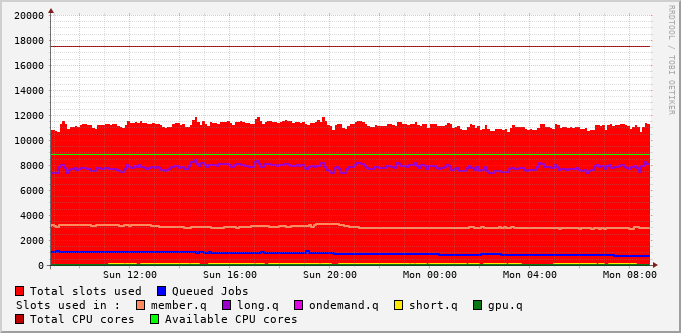 RRDTOOL / TOBI OETIKER
20000
18000
16000
14000
12000
10000
8000
6000
4000
2000
0
Sun 12:00 Sun 16:00 Sun 20:00 Mon 00:00 Mon 04:00 Mon 08:00
Total slots used Queued Jobs
Slots used in : member.q long.q ondemand.q short.q gpu.q
Total CPU cores Available CPU cores